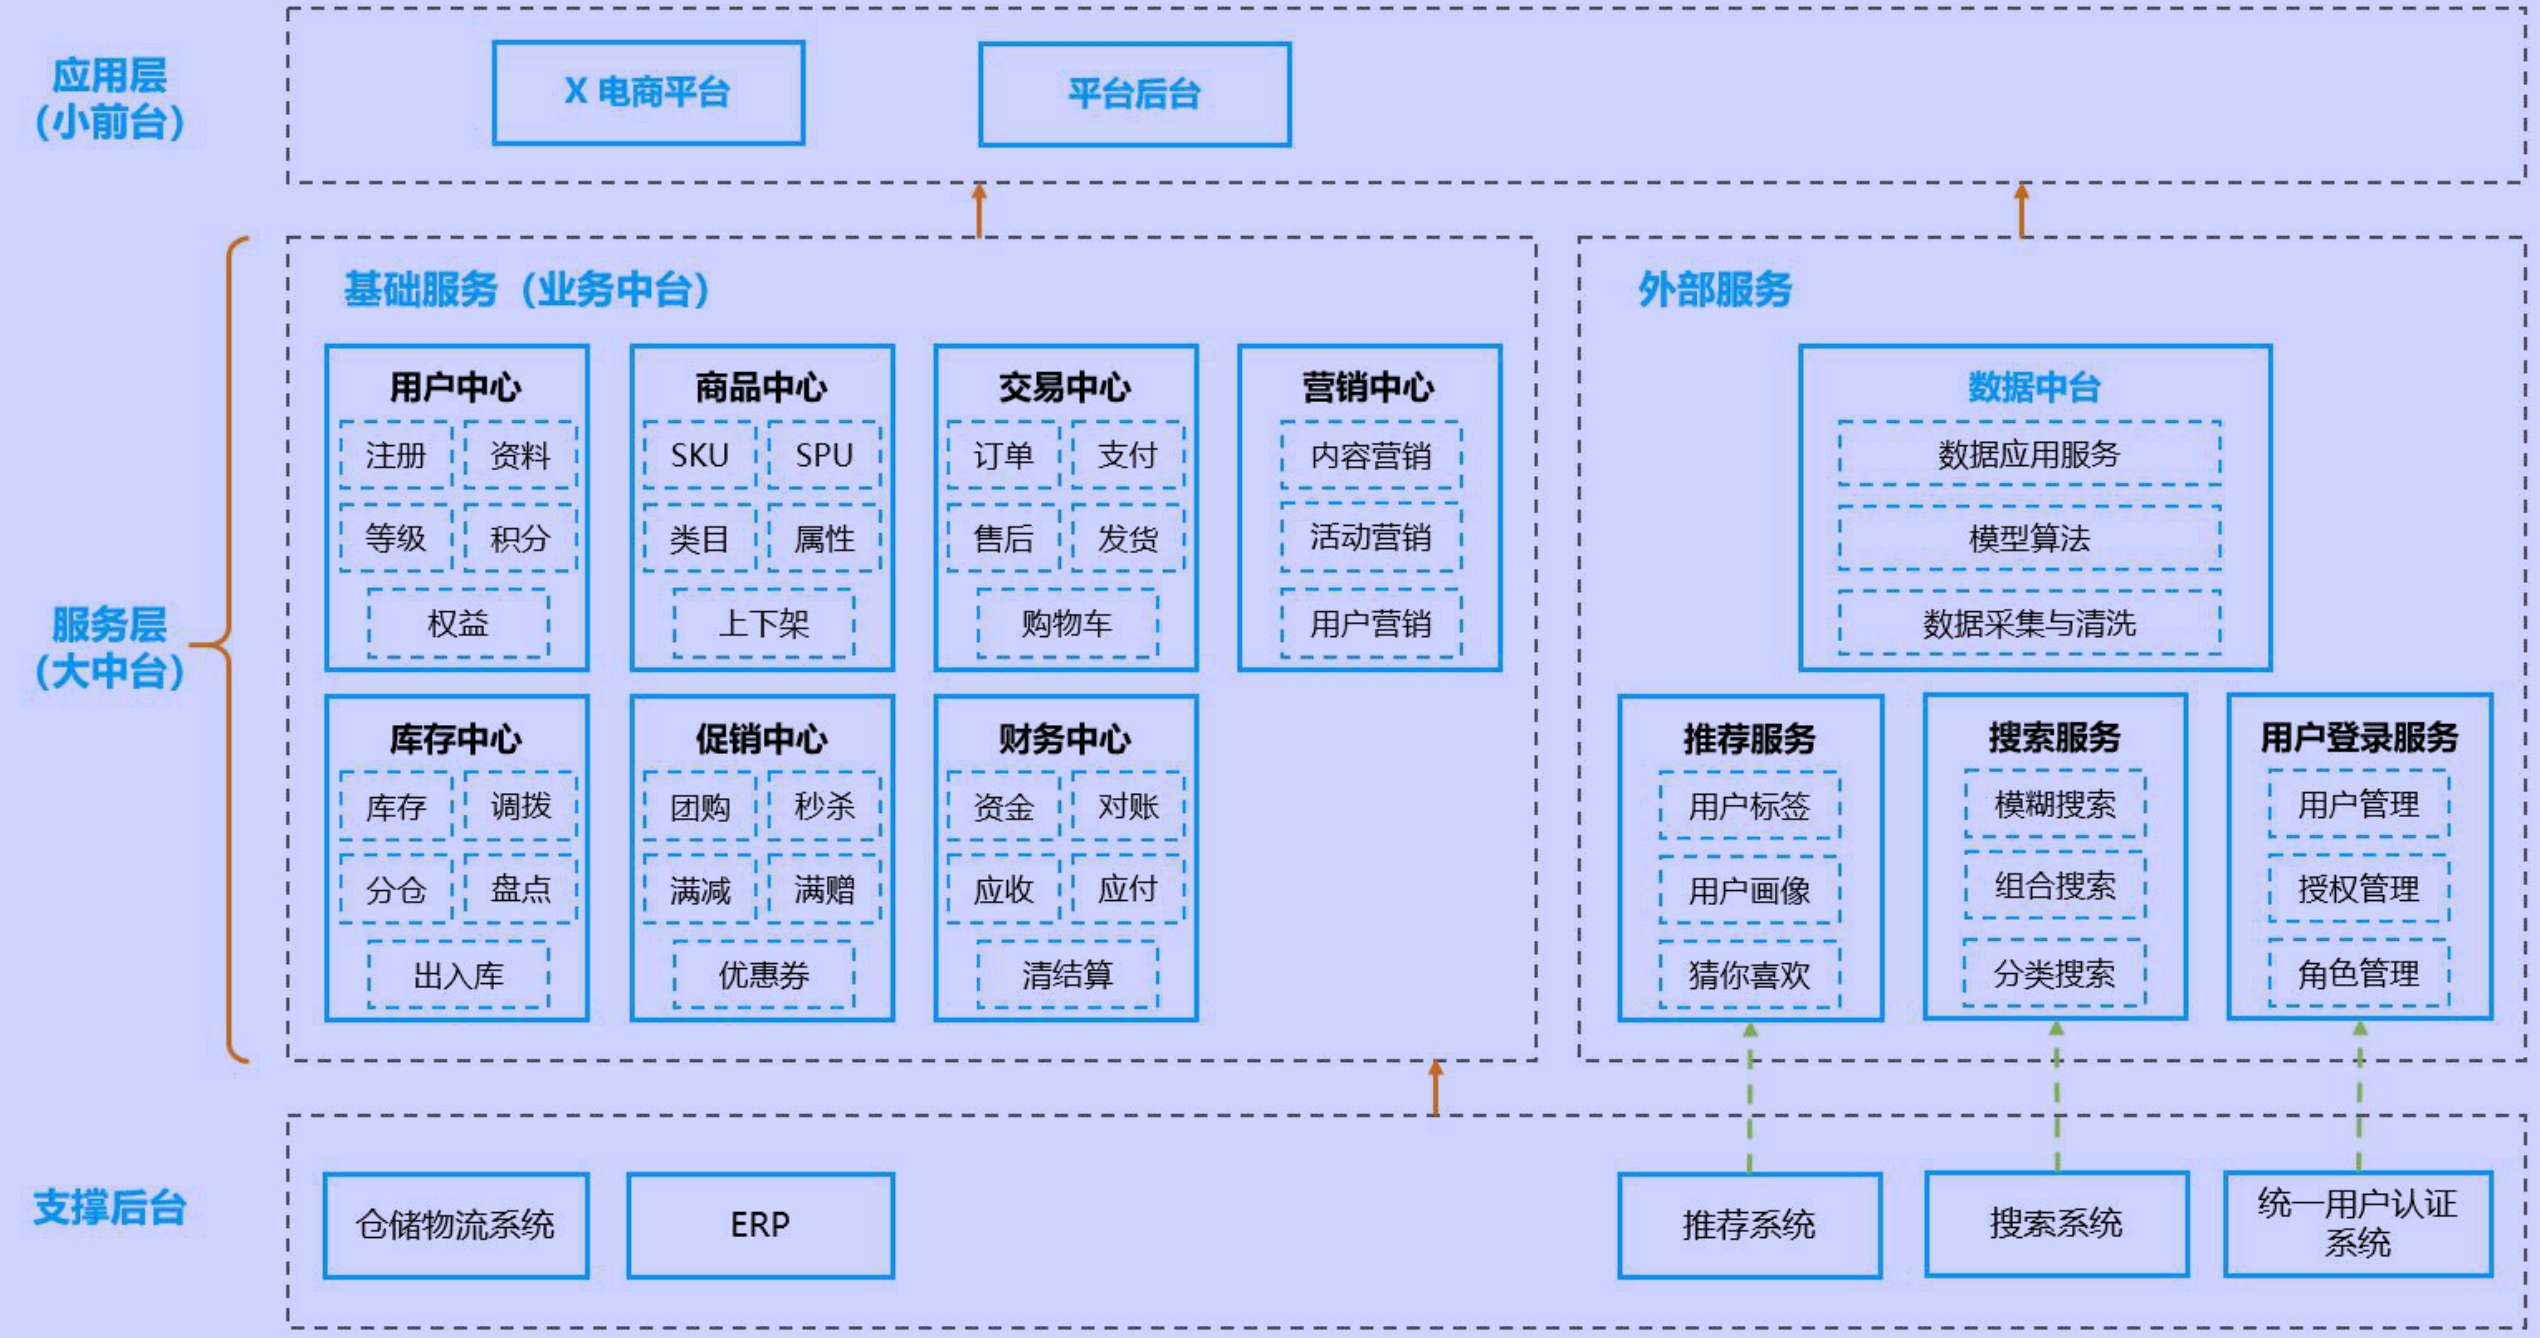 应用层
（小前台）
X 电商平台
平台后台
服务层
（大中台）
基础服务（业务中台）
用户中心
注册
资料
等级
积分
权益
商品中心
SKU
SPU
类目
属性
上下架
交易中心
订单
支付
售后
发货
购物车
营销中心
内容营销
活动营销
用户营销
库存中心
库存
调拨
分仓
盘点
出入库
促销中心
团购
秒杀
满减
满赠
优惠券
财务中心
资金
对账
应收
应付
清结算
外部服务
数据中台
数据应用服务
模型算法
数据采集与清洗
推荐服务
用户标签
用户画像
猜你喜欢
搜索服务
模糊搜索
组合搜索
分类搜索
用户登录服务
用户管理
授权管理
角色管理
支撑后台
仓储物流系统
ERP
推荐系统
搜索系统
统一用户认证
系统